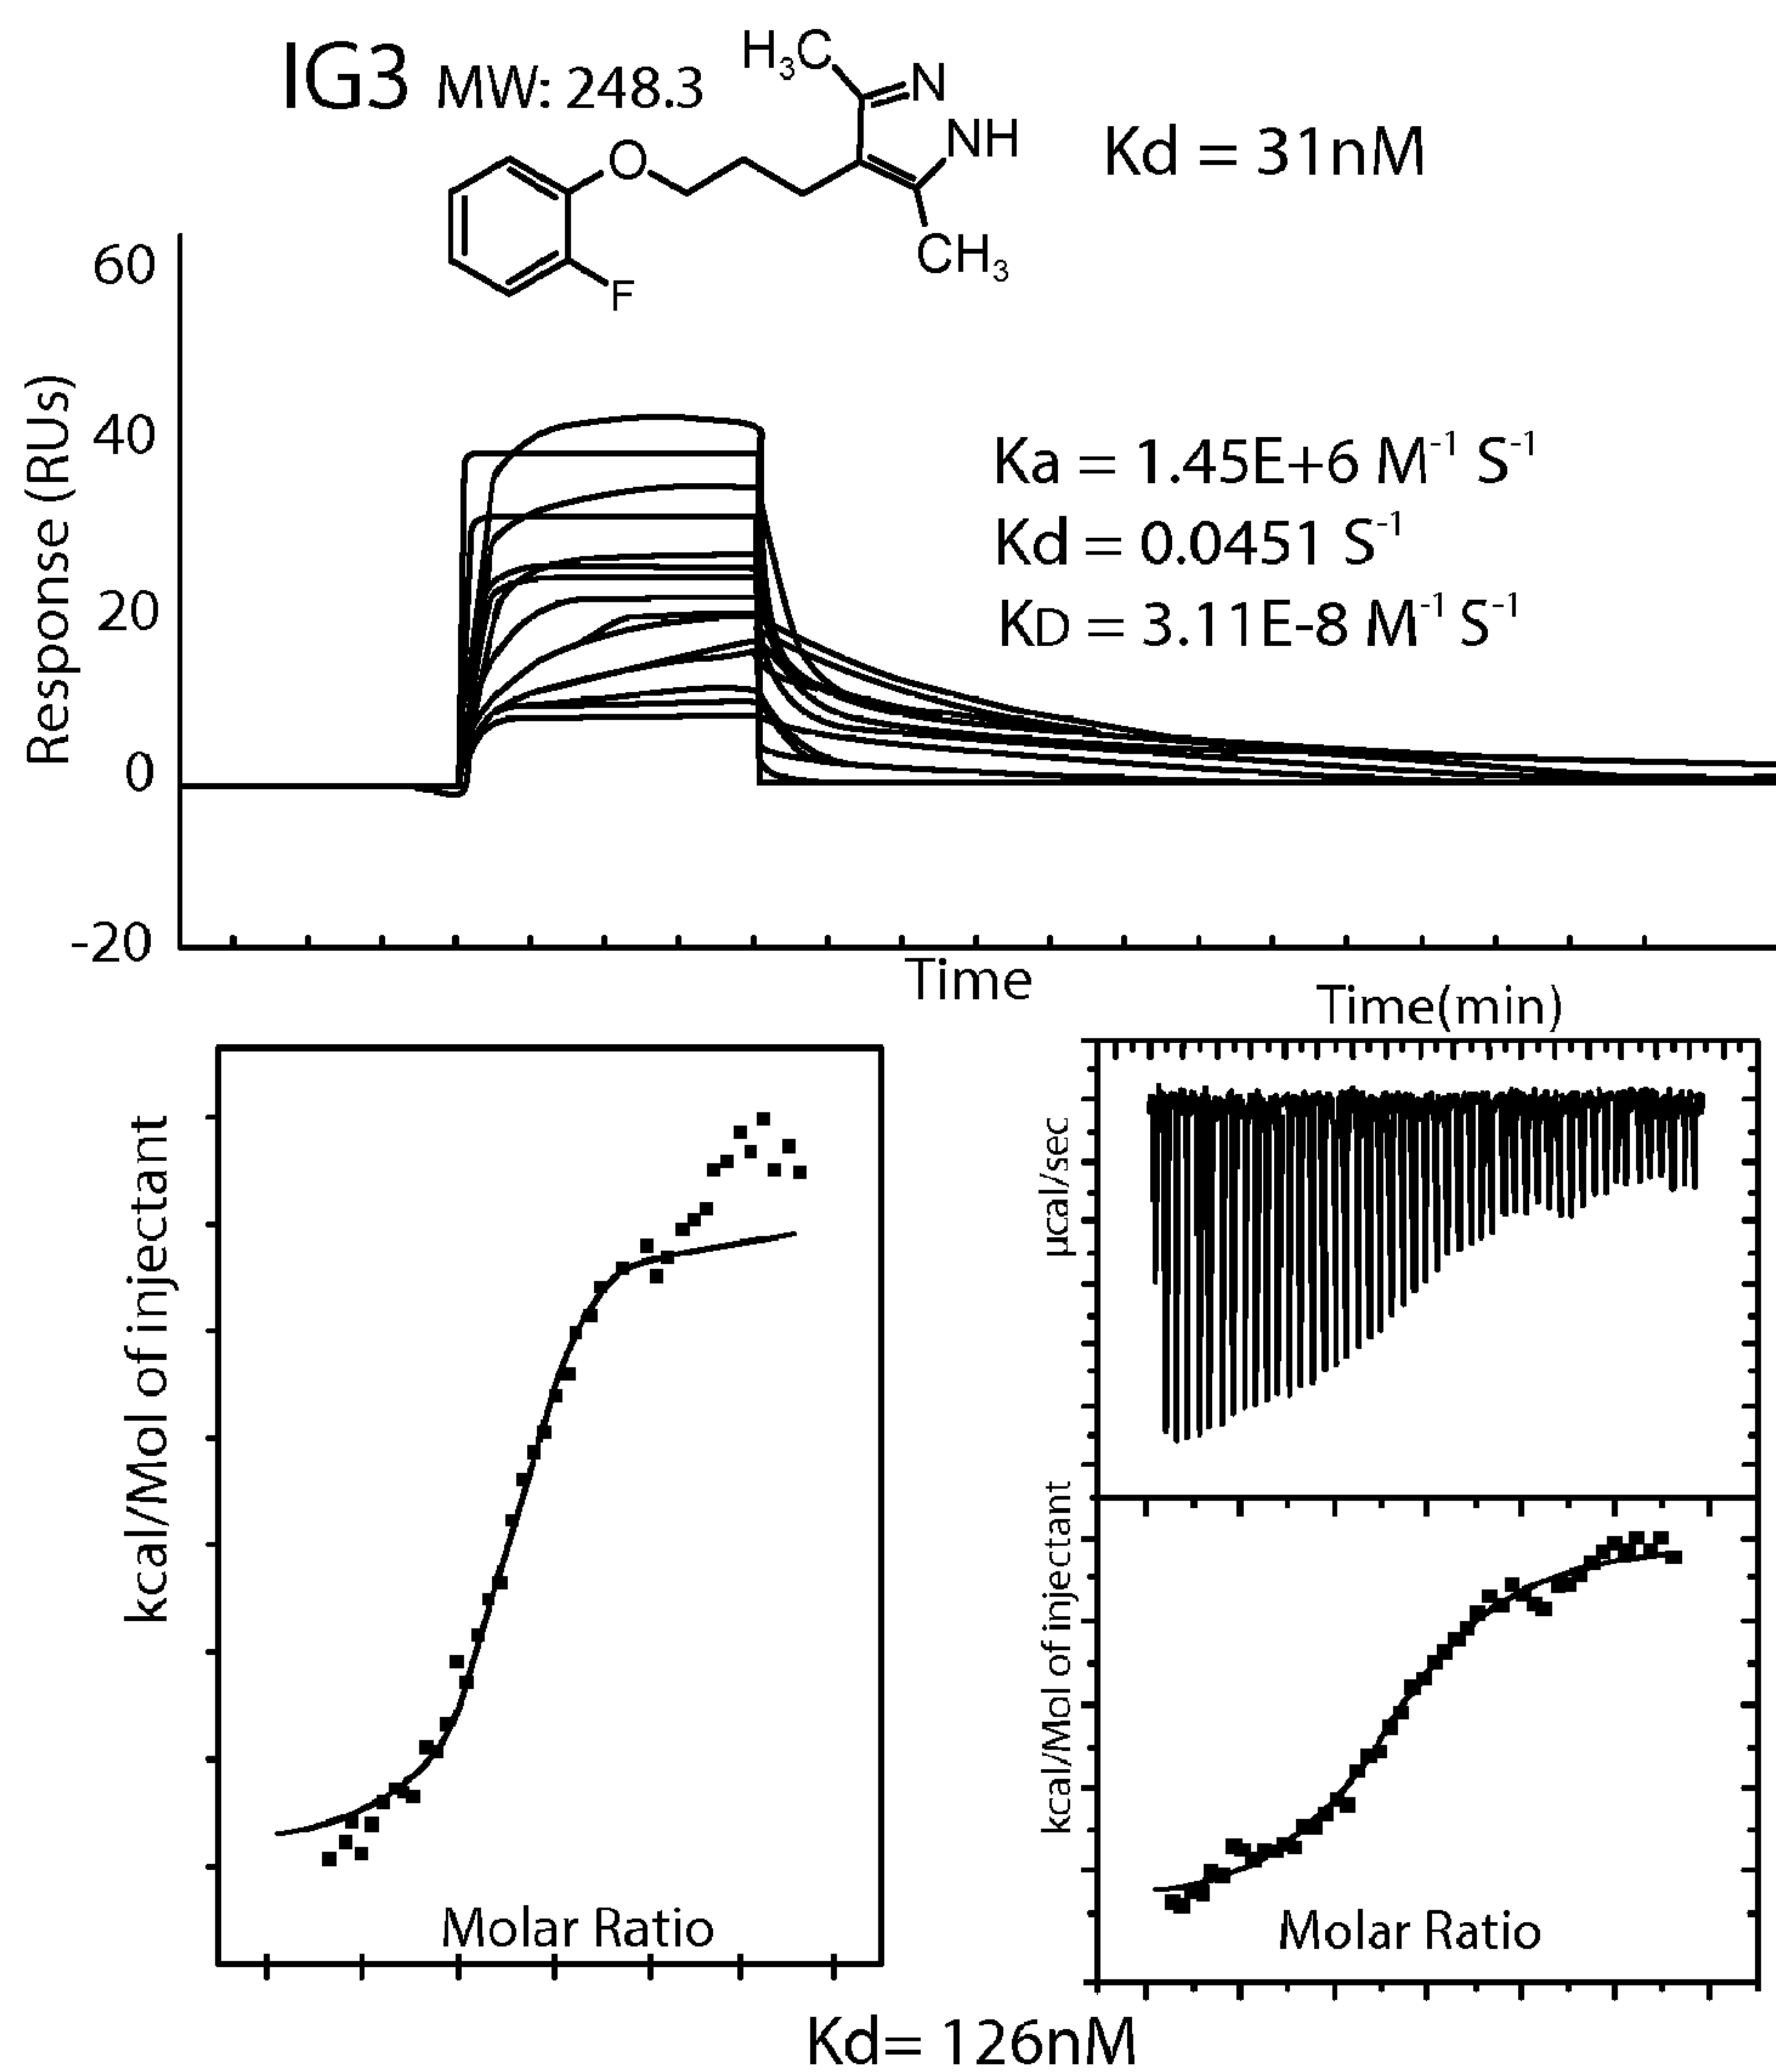 IG3 MW: 248.3
H₃C
N
NH
O
CH₃
F
Kd = 31nM
60
40
20
0
-20
Response (RUs)
Ka = 1.45E+6 M⁻¹ S⁻¹
Kd = 0.0451 S⁻¹
KD = 3.11E-8 M⁻¹ S⁻¹
Time
kcal/Mol of injectant
Molar Ratio
Time(min)
μcal/sec
kcal/Mol of injectant
Molar Ratio
Kd= 126nM